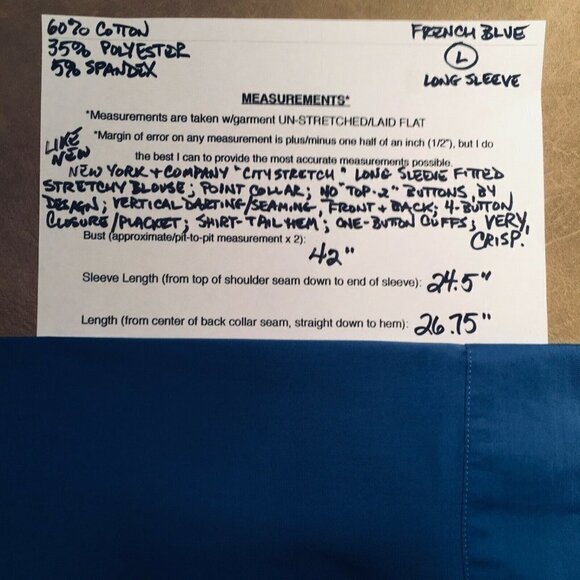 60% COTTON
35% POLYESTER
5% SPANDEX
FRENCH BLUE
L
LONG SLEEVE
MEASUREMENTS*
*Measurements are taken w/garment UN-STRETCHED/LAID FLAT
*Margin of error on any measurement is plus/minus one half of an inch (1/2"), but I do
the best I can to provide the most accurate measurements possible.
LIKE
NEW
NEW YORK + COMPANY "CITY STRETCH" LONG SLEEVE FITTED
STRETCHY BLOUSE; POINT COLLAR; NO "TOP-2" BUTTONS, BY
DESIGN; VERTICAL DARTING/SEAMING, FRONT + BACK; 4-BUTTON
CLOSURE/PLACKET; SHIRT-TAIL HEM; ONE-BUTTON CUFFS; VERY
CRISP!
Bust (approximate/pit-to-pit measurement x 2):
42"
Sleeve Length (from top of shoulder seam down to end of sleeve): 24.5"
Length (from center of back collar seam, straight down to hem): 26.75"